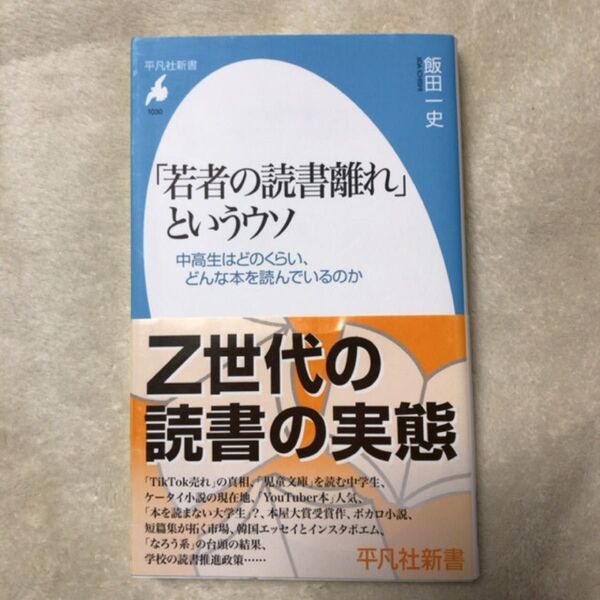 平凡社新書
1030
飯田一史
IIDA ICHISHI
「若者の読書離れ」
というウソ
中高生はどのくらい、
どんな本を読んでいるのか
Z世代の
読書の実態
「TikTok売れ」の真相、「児童文庫」を読む中学生、
ケータイ小説の現在地、「YouTuber本」人気、
「本を読まない大学生」?、本屋大賞受賞作、ボカロ小説、
短篇集が拓く市場、韓国エッセイとインスタポエム、
「なろう系」の台頭の結果、
学校の読書推進政策……
平凡社新書